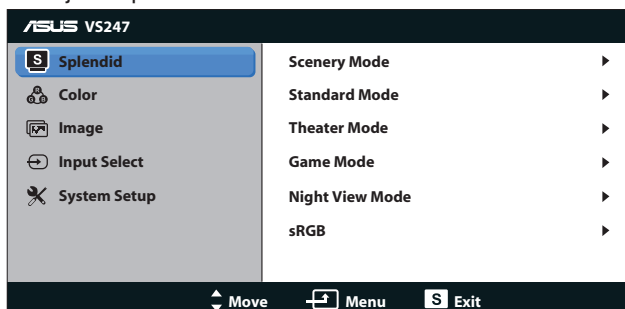 /SUS VS247
S Splendid
Color
Image
Input Select
System Setup
Scenery Mode
Standard Mode
Theater Mode
Game Mode
Night View Mode
sRGB
Move Menu S Exit